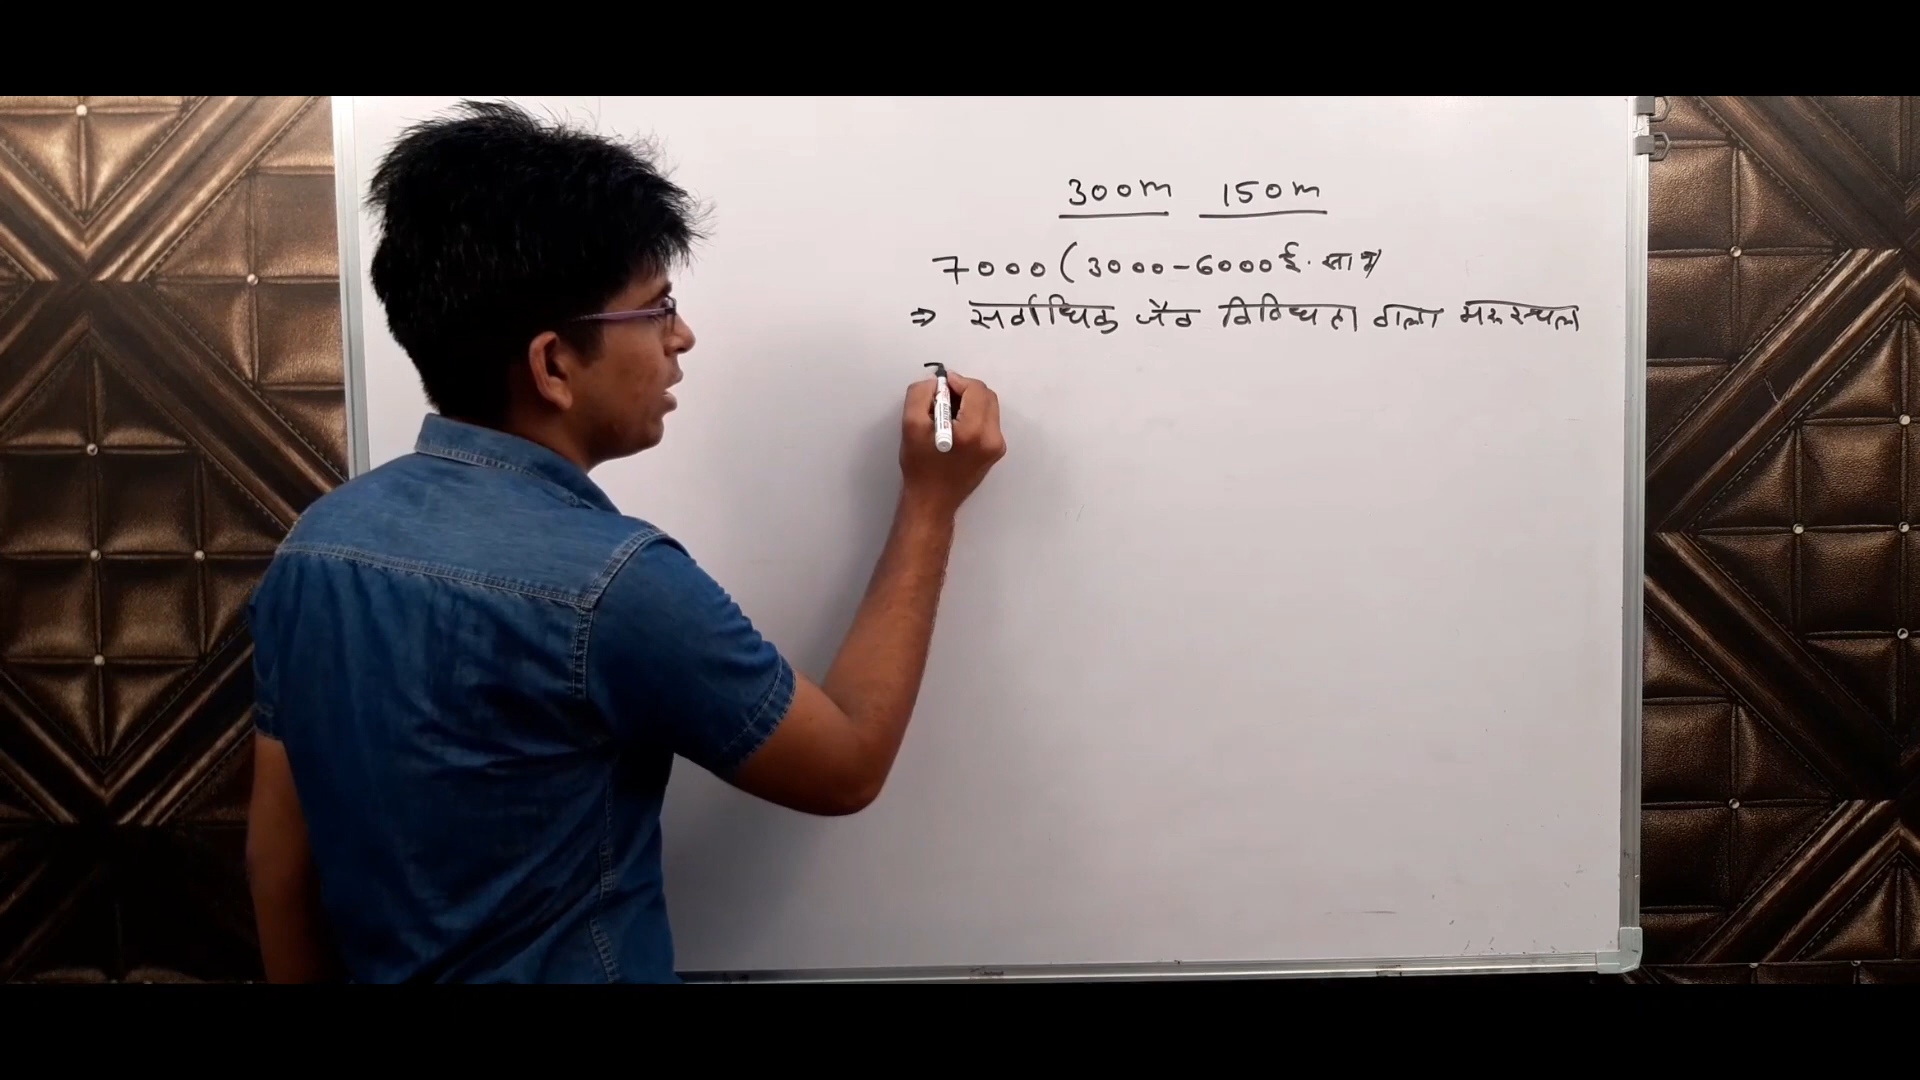 300m 150m
7000 (3000-6000 ई. सा पू
⇒ सर्वाधिक जैव विविधता वाला मरुस्थल